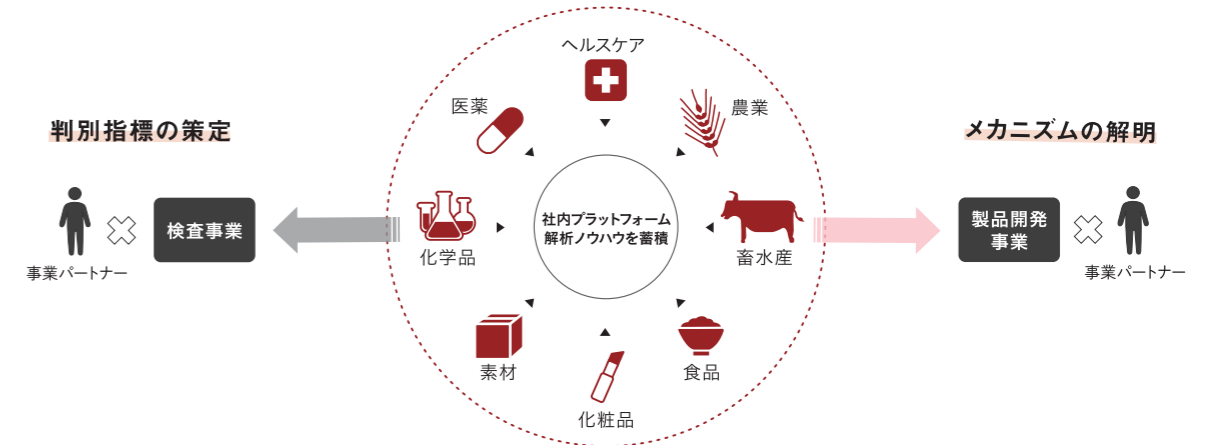 判別指標の策定
検査事業
事業パートナー
ヘルスケア
医薬
農業
化学品
社内プラットフォーム
解析ノウハウを蓄積
畜水産
素材
食品
化粧品
メカニズムの解明
製品開発
事業
事業パートナー